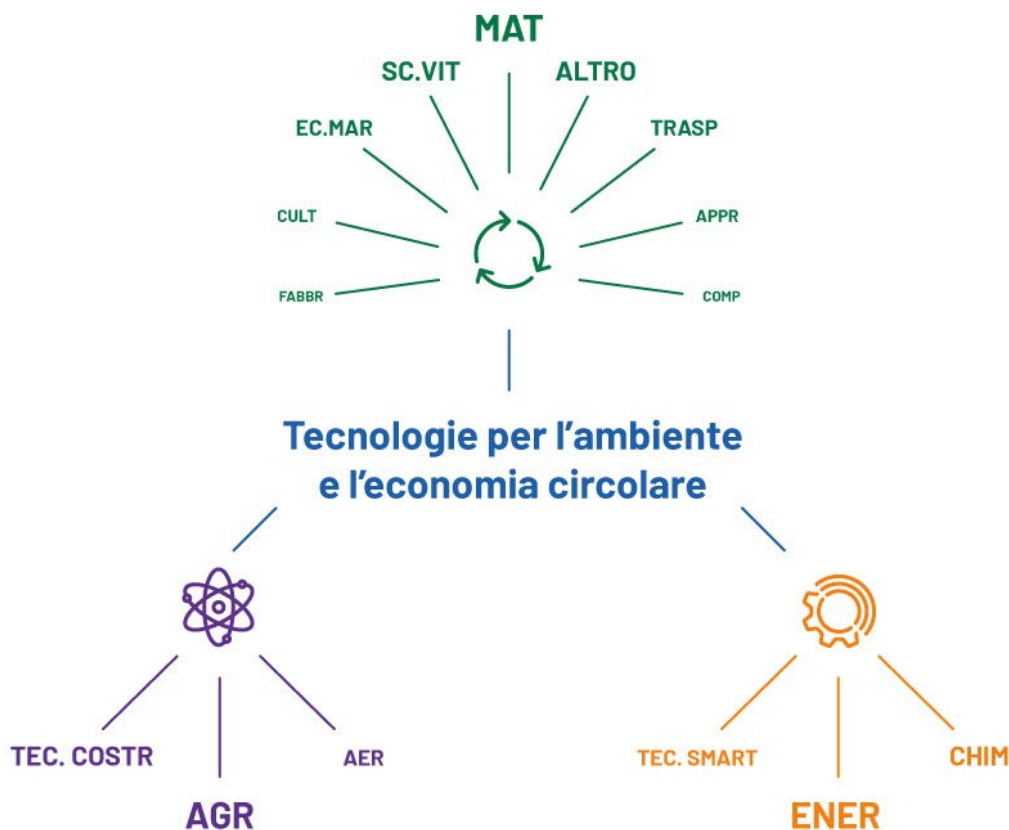 MAT
SC.VIT
ALTRO
EC.MAR
TRASP
CULT
APPR
FABBR
COMP
Tecnologie per l’ambiente
e l’economia circolare
TEC. COSTR
AER
AGR
TEC. SMART
CHIM
ENER